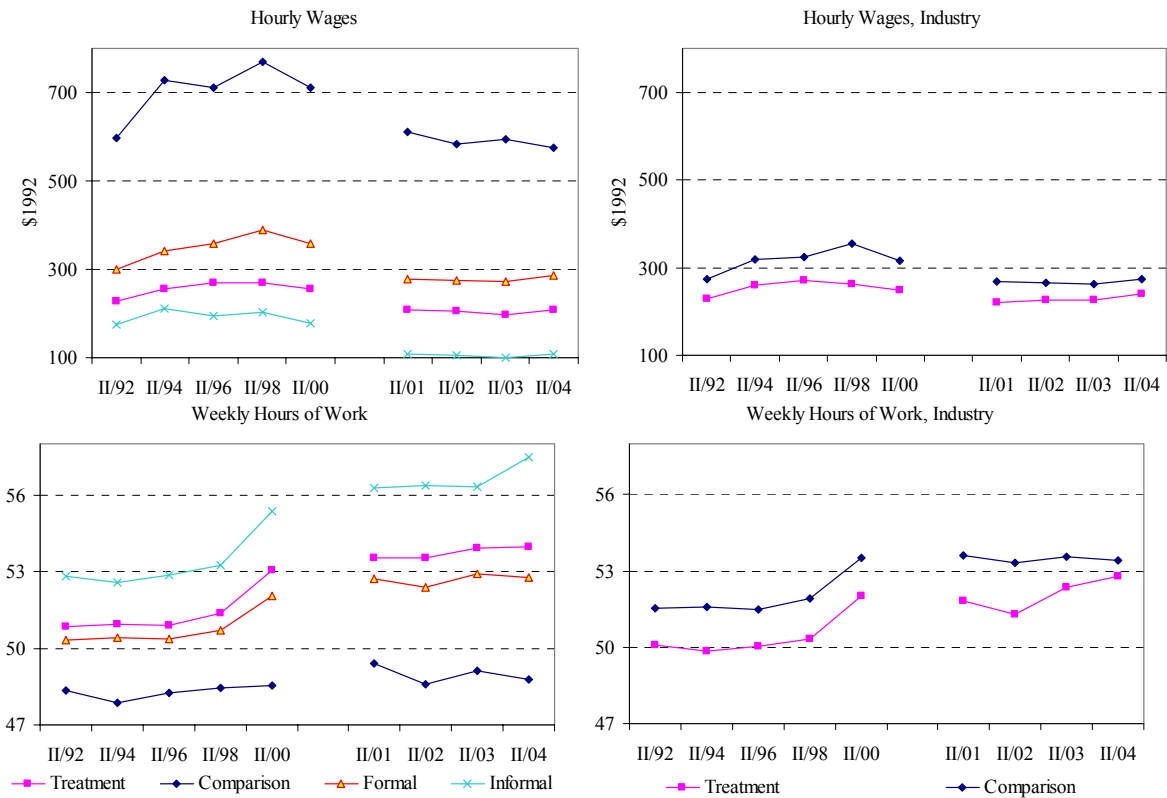 Hourly Wages
700
500
300
100
$1992
II/92 II/94 II/96 II/98 II/00 II/01 II/02 II/03 II/04
Hourly Wages, Industry
700
500
300
100
$1992
II/92 II/94 II/96 II/98 II/00 II/01 II/02 II/03 II/04
Weekly Hours of Work
56
53
50
47
II/92 II/94 II/96 II/98 II/00 II/01 II/02 II/03 II/04
Treatment Comparison Formal Informal
Weekly Hours of Work, Industry
56
53
50
47
II/92 II/94 II/96 II/98 II/00 II/01 II/02 II/03 II/04
Treatment Comparison